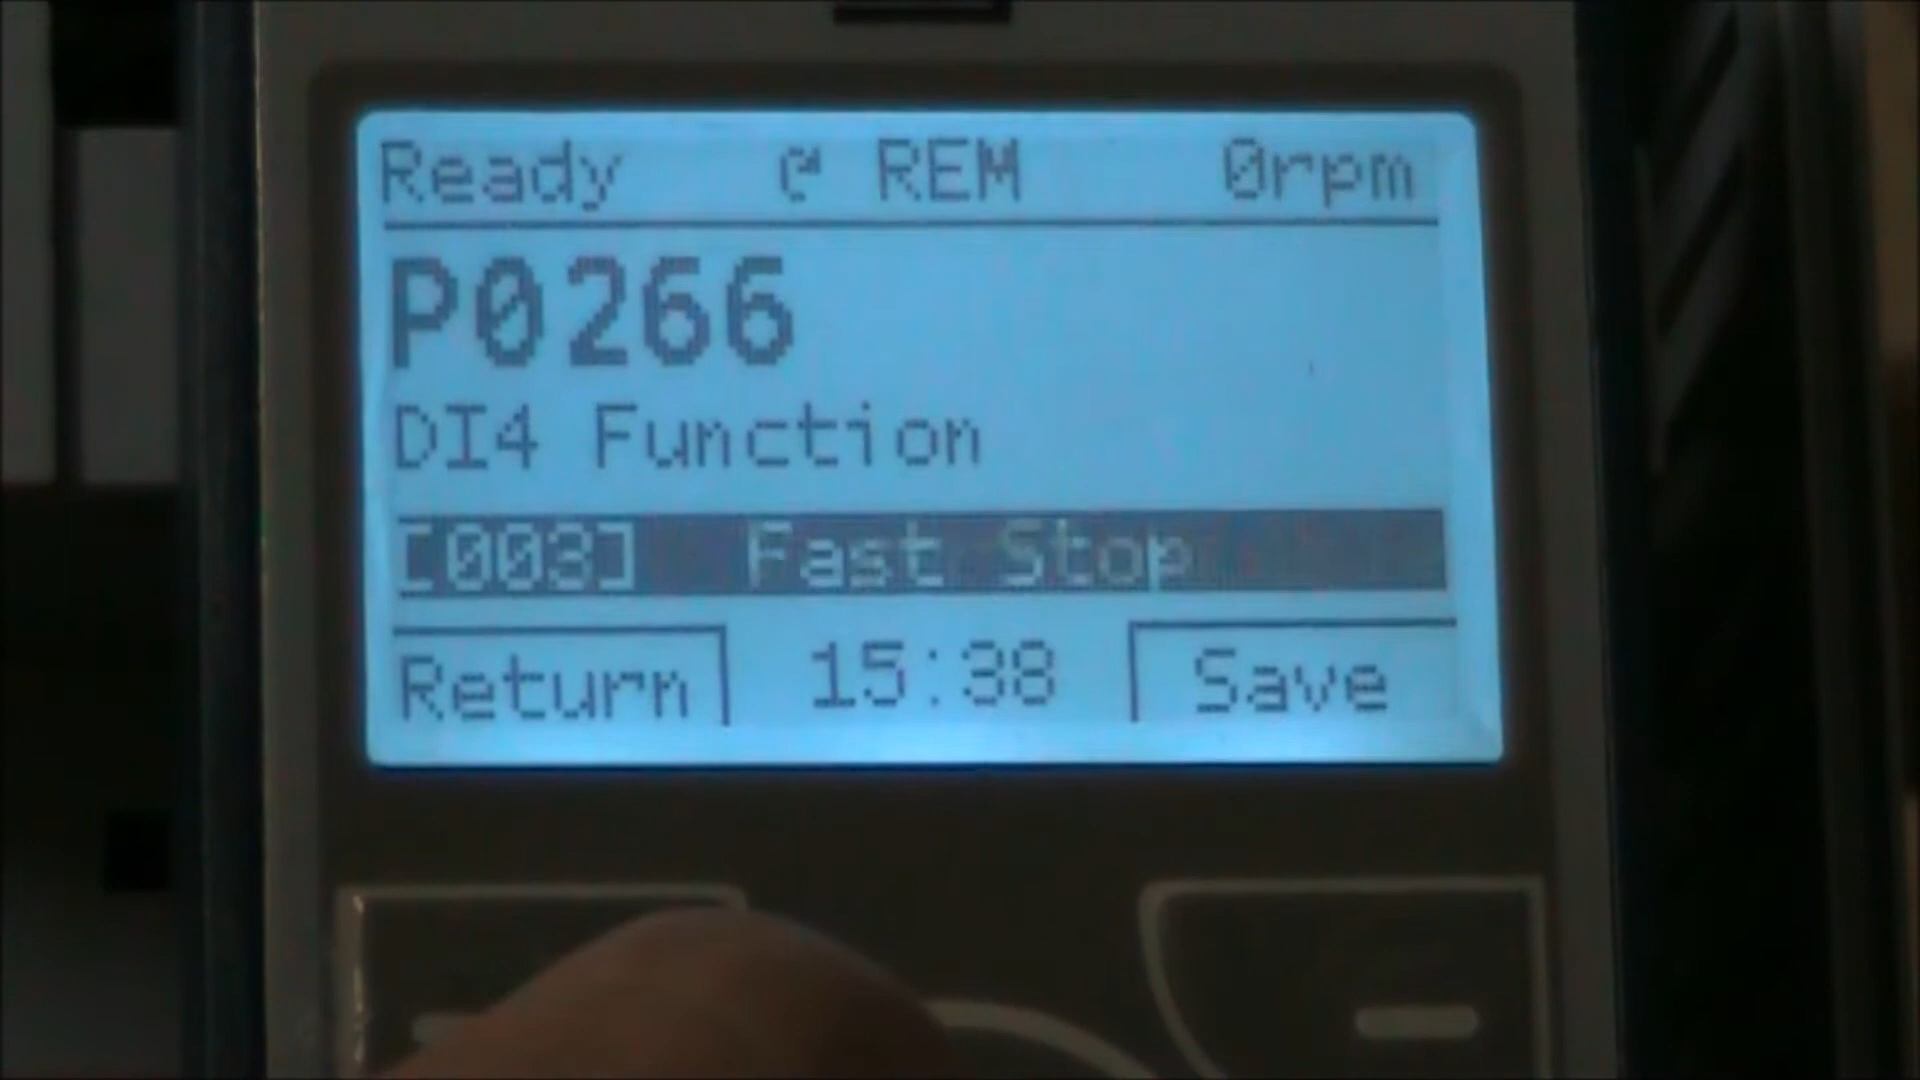 Ready REM 0rpm
P0266
DI4 Function
[003] Fast Stop
Return 15:38 Save